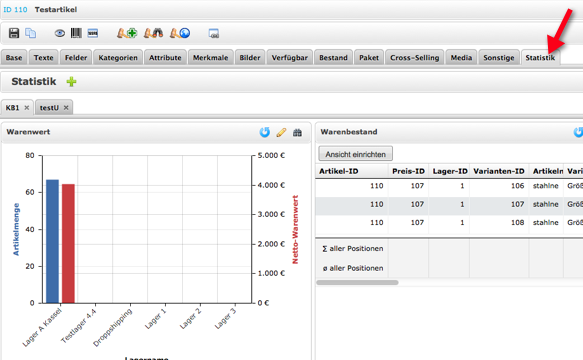 ID 110 Testartikel
Base Texte Felder Kategorien Attribute Merkmale Bilder Verfügbar Bestand Paket Cross-Selling Media Sonstige Statistik
Statistik
KB1 testU
Warenwert
80
60
40
20
0
Artikelmenge
5.000 €
4.000 €
3.000 €
2.000 €
1.000 €
0 €
Netto-Warenwert
Lager A Kassel
Testlager 4.4
Dropshipping
Lager 1
Lager 2
Lager 3
Lagername
Warenbestand
Ansicht einrichten
Artikel-ID Preis-ID Lager-ID Varianten-ID Artikeln Vari
110 107 1 106 stahlne Größ
110 107 1 107 stahlne Größ
110 107 1 108 stahlne Größ
Σ aller Positionen
ø aller Positionen